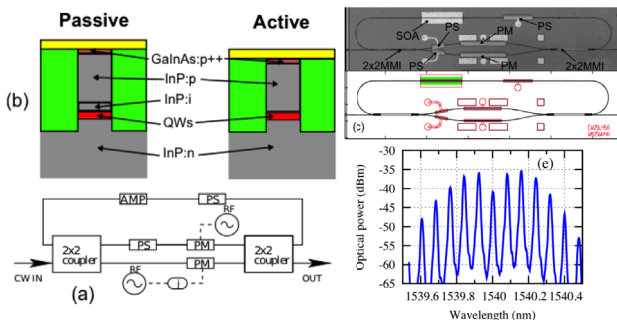 Passive
Active
GaInAs:p++
InP:p
InP:i
QWs
InP:n
(b)
AMP
PS
RF
2x2
coupler
PS
PM
PM
2x2
coupler
CW IN
OUT
RF
(a)
SOA
PS
PM
PS
2x2MMI
PS
PM
2x2MMI
(c)
(e)
Optical power (dBm)
-30
-35
-40
-45
-50
-55
-60
-65
1539.6 1539.8 1540 1540.2 1540.4
Wavelength (nm)